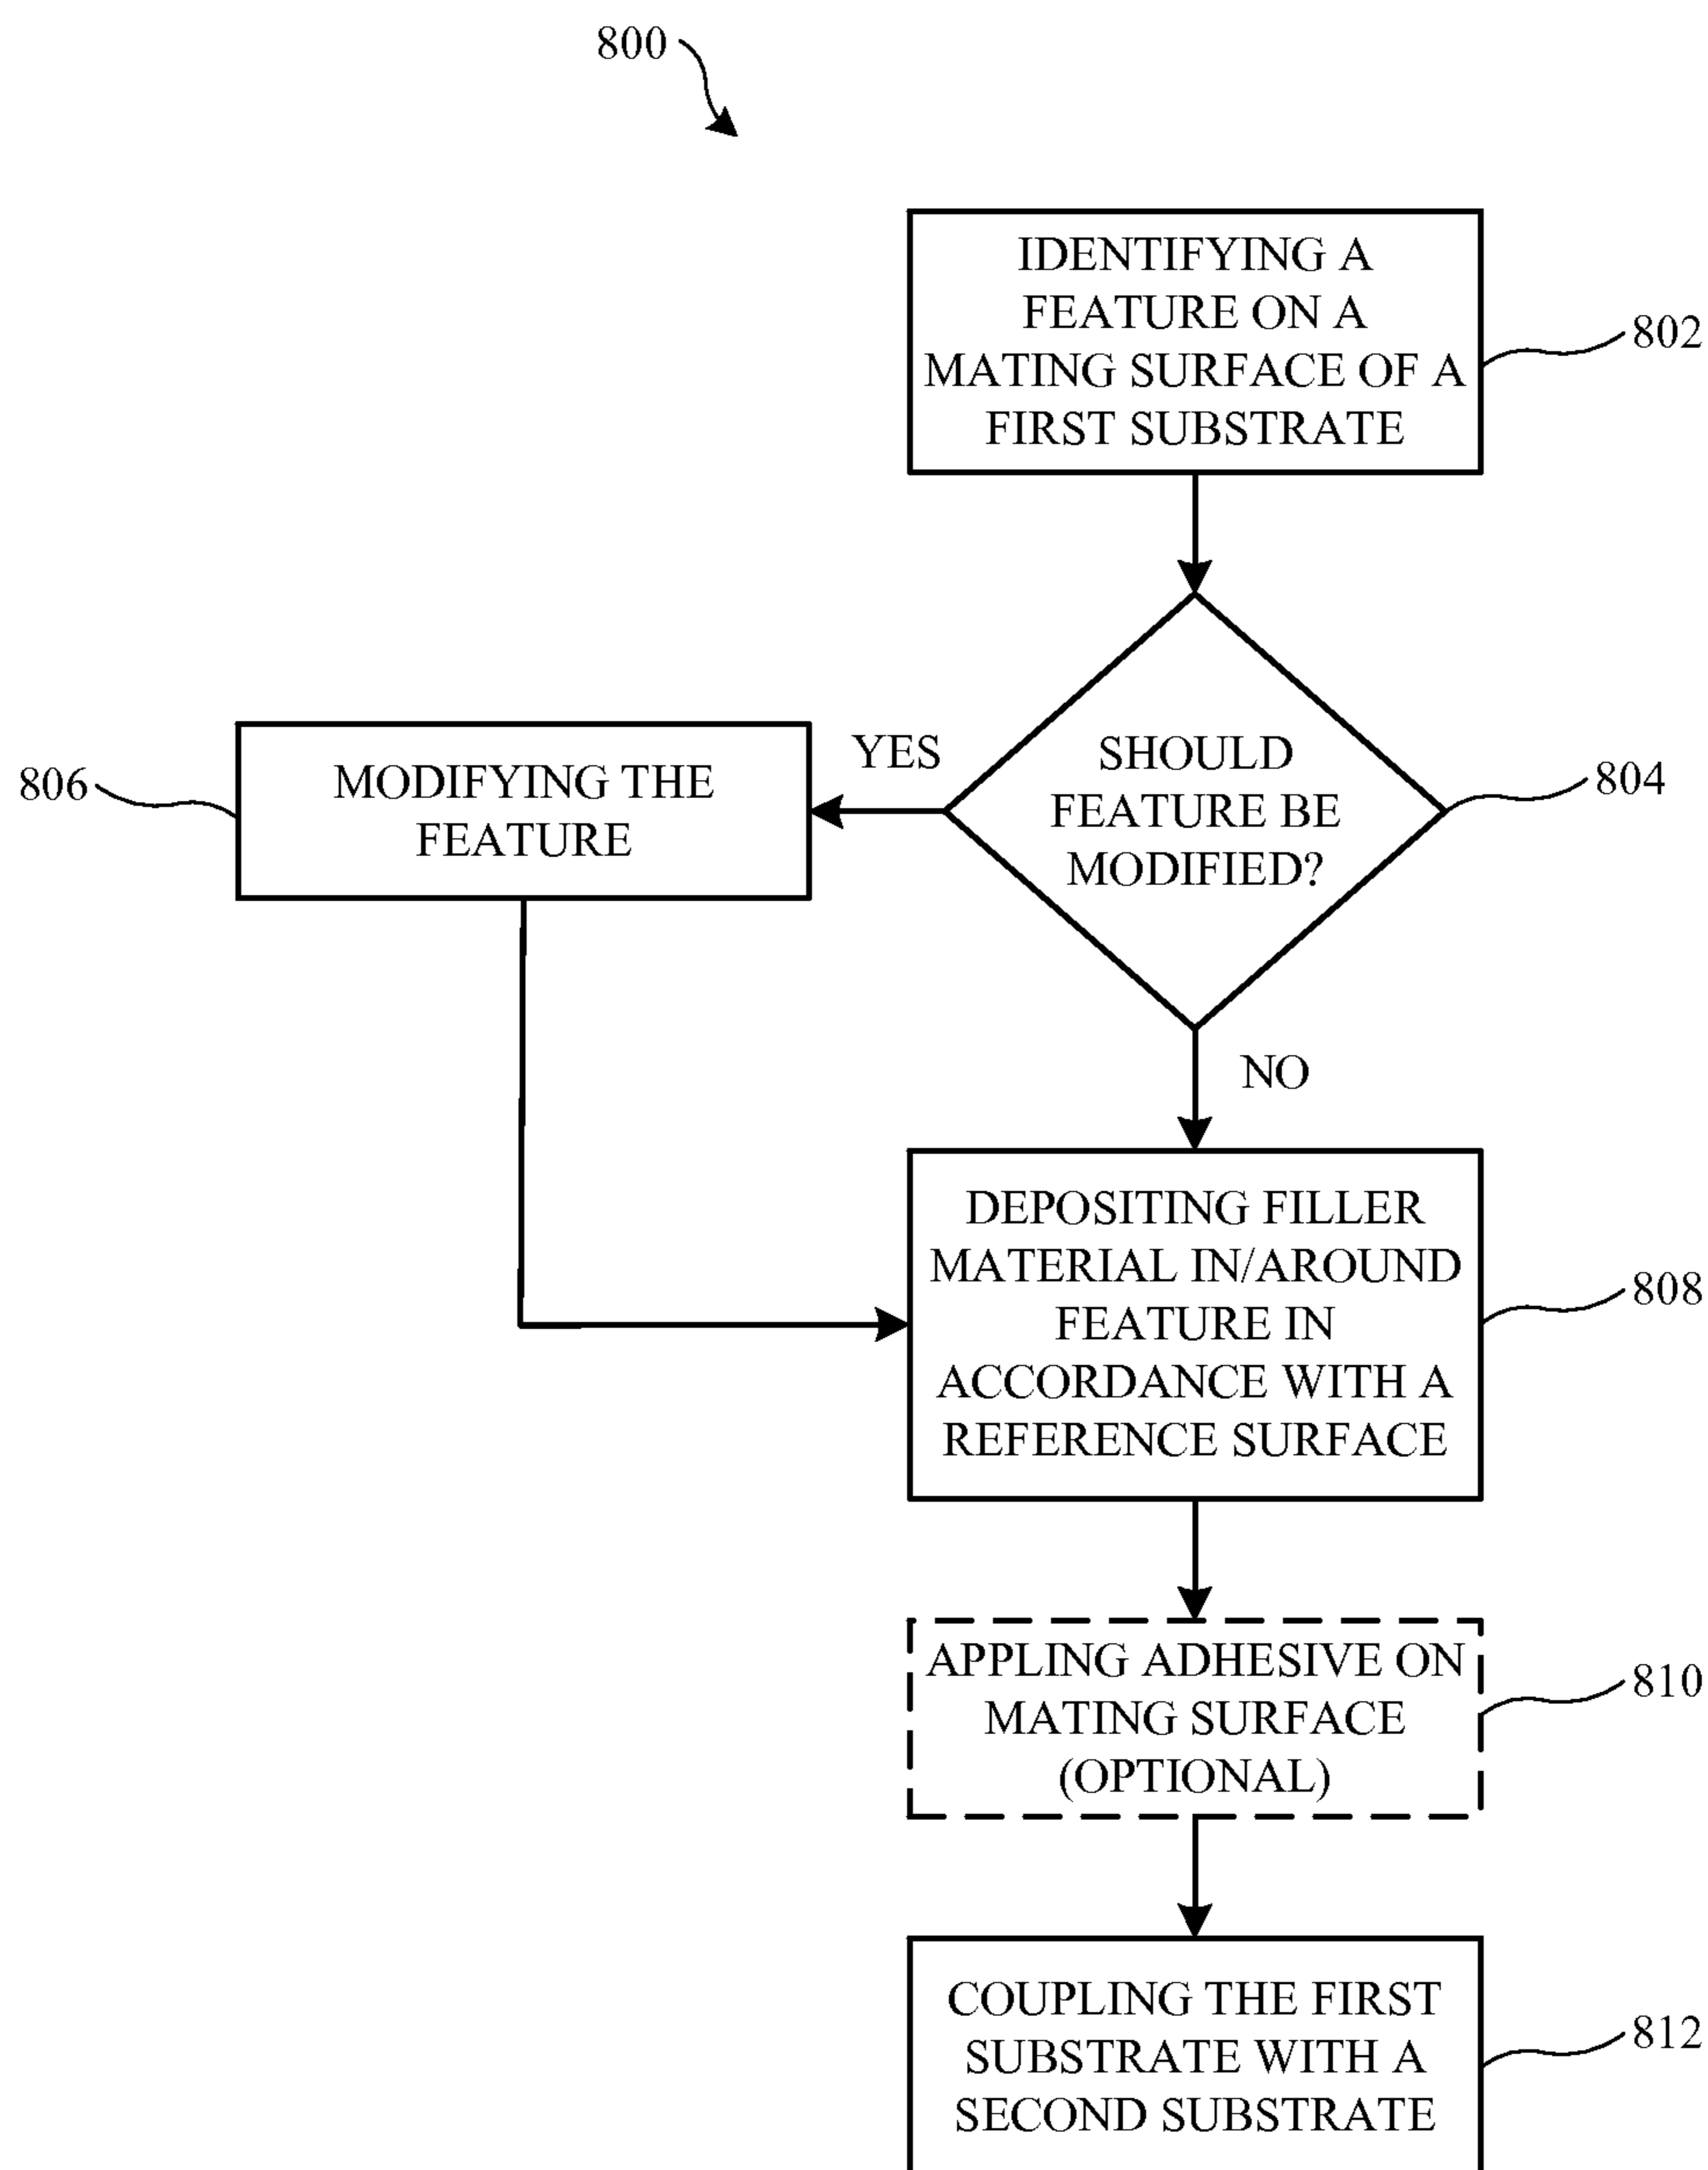 800
IDENTIFYING A
FEATURE ON A
MATING SURFACE OF A
FIRST SUBSTRATE
802
SHOULD
FEATURE BE
MODIFIED?
804
YES
MODIFYING THE
FEATURE
806
NO
DEPOSITING FILLER
MATERIAL IN/AROUND
FEATURE IN
ACCORDANCE WITH A
REFERENCE SURFACE
808
APPLING ADHESIVE ON
MATING SURFACE
(OPTIONAL)
810
COUPLING THE FIRST
SUBSTRATE WITH A
SECOND SUBSTRATE
812